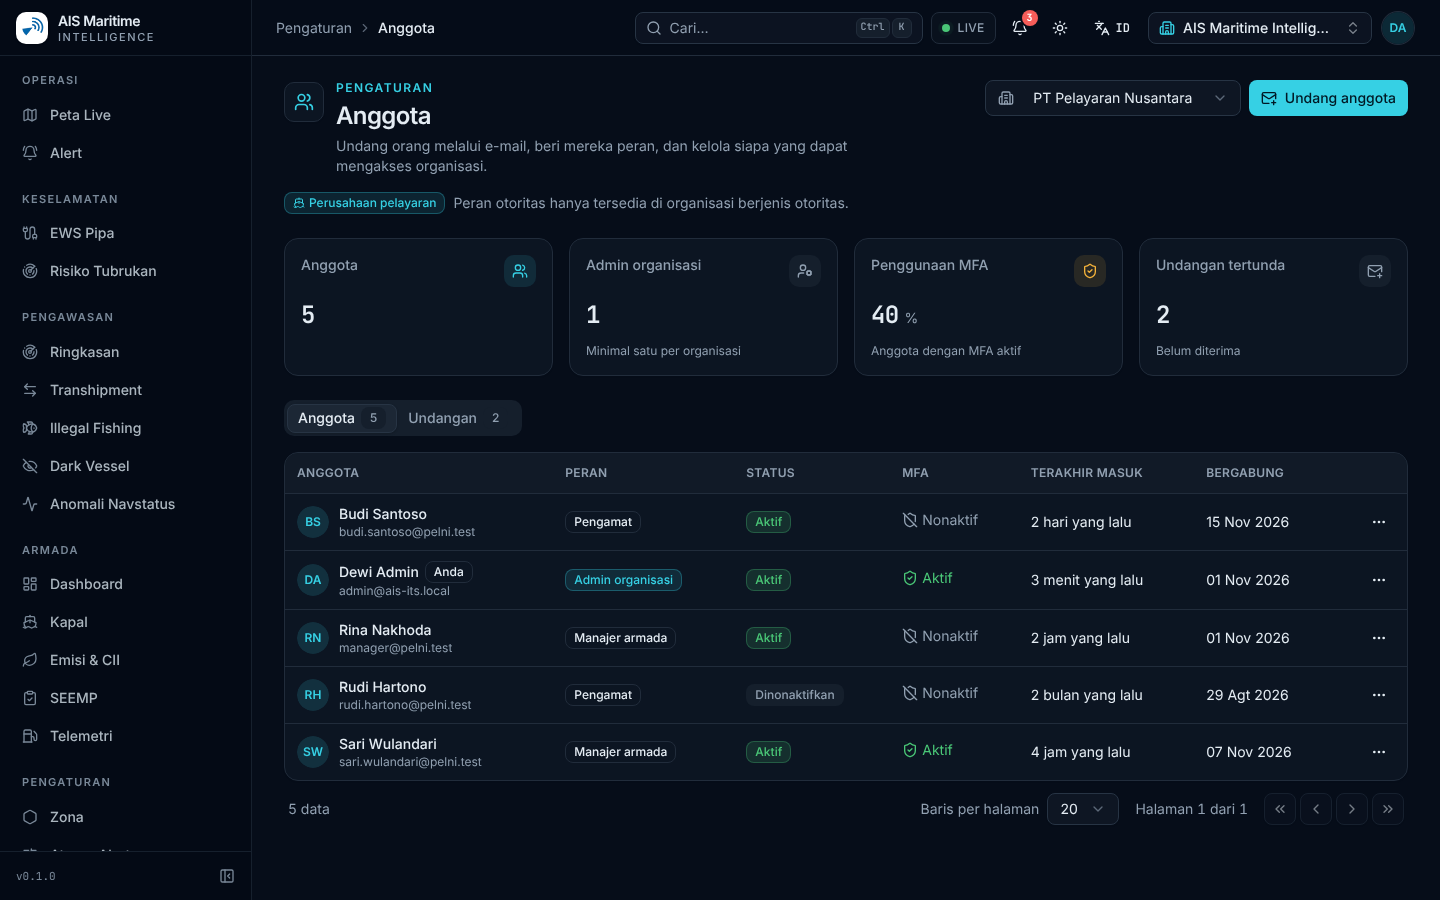 AIS Maritime
INTELLIGENCE
OPERASI
Peta Live
Alert
KESELAMATAN
EWS Pipa
Risiko Tubrukan
PENGAWASAN
Ringkasan
Transhipment
Illegal Fishing
Dark Vessel
Anomali Navstatus
ARMADA
Dashboard
Kapal
Emisi & CII
SEEMP
Telemetri
PENGATURAN
Zona
v0.1.0
Pengaturan > Anggota
Cari... Ctrl K
LIVE
3
ID
AIS Maritime Intellig...
DA
PENGATURAN
Anggota
Undang orang melalui e-mail, beri mereka peran, dan kelola siapa yang dapat
mengakses organisasi.
PT Pelayaran Nusantara
Undang anggota
Perusahaan pelayaran Peran otoritas hanya tersedia di organisasi berjenis otoritas.
Anggota
5
Admin organisasi
1
Minimal satu per organisasi
Penggunaan MFA
40 %
Anggota dengan MFA aktif
Undangan tertunda
2
Belum diterima
Anggota 5 Undangan 2
ANGGOTA PERAN STATUS MFA TERAKHIR MASUK BERGABUNG
BS Budi Santoso Pengamat Aktif Nonaktif 2 hari yang lalu 15 Nov 2026
budi.santoso@pelni.test
DA Dewi Admin Anda Admin organisasi Aktif Aktif 3 menit yang lalu 01 Nov 2026
admin@ais-its.local
RN Rina Nakhoda Manajer armada Aktif Nonaktif 2 jam yang lalu 01 Nov 2026
manager@pelni.test
RH Rudi Hartono Pengamat Dinonaktifkan Nonaktif 2 bulan yang lalu 29 Agt 2026
rudi.hartono@pelni.test
SW Sari Wulandari Manajer armada Aktif Aktif 4 jam yang lalu 07 Nov 2026
sari.wulandari@pelni.test
5 data
Baris per halaman 20 Halaman 1 dari 1